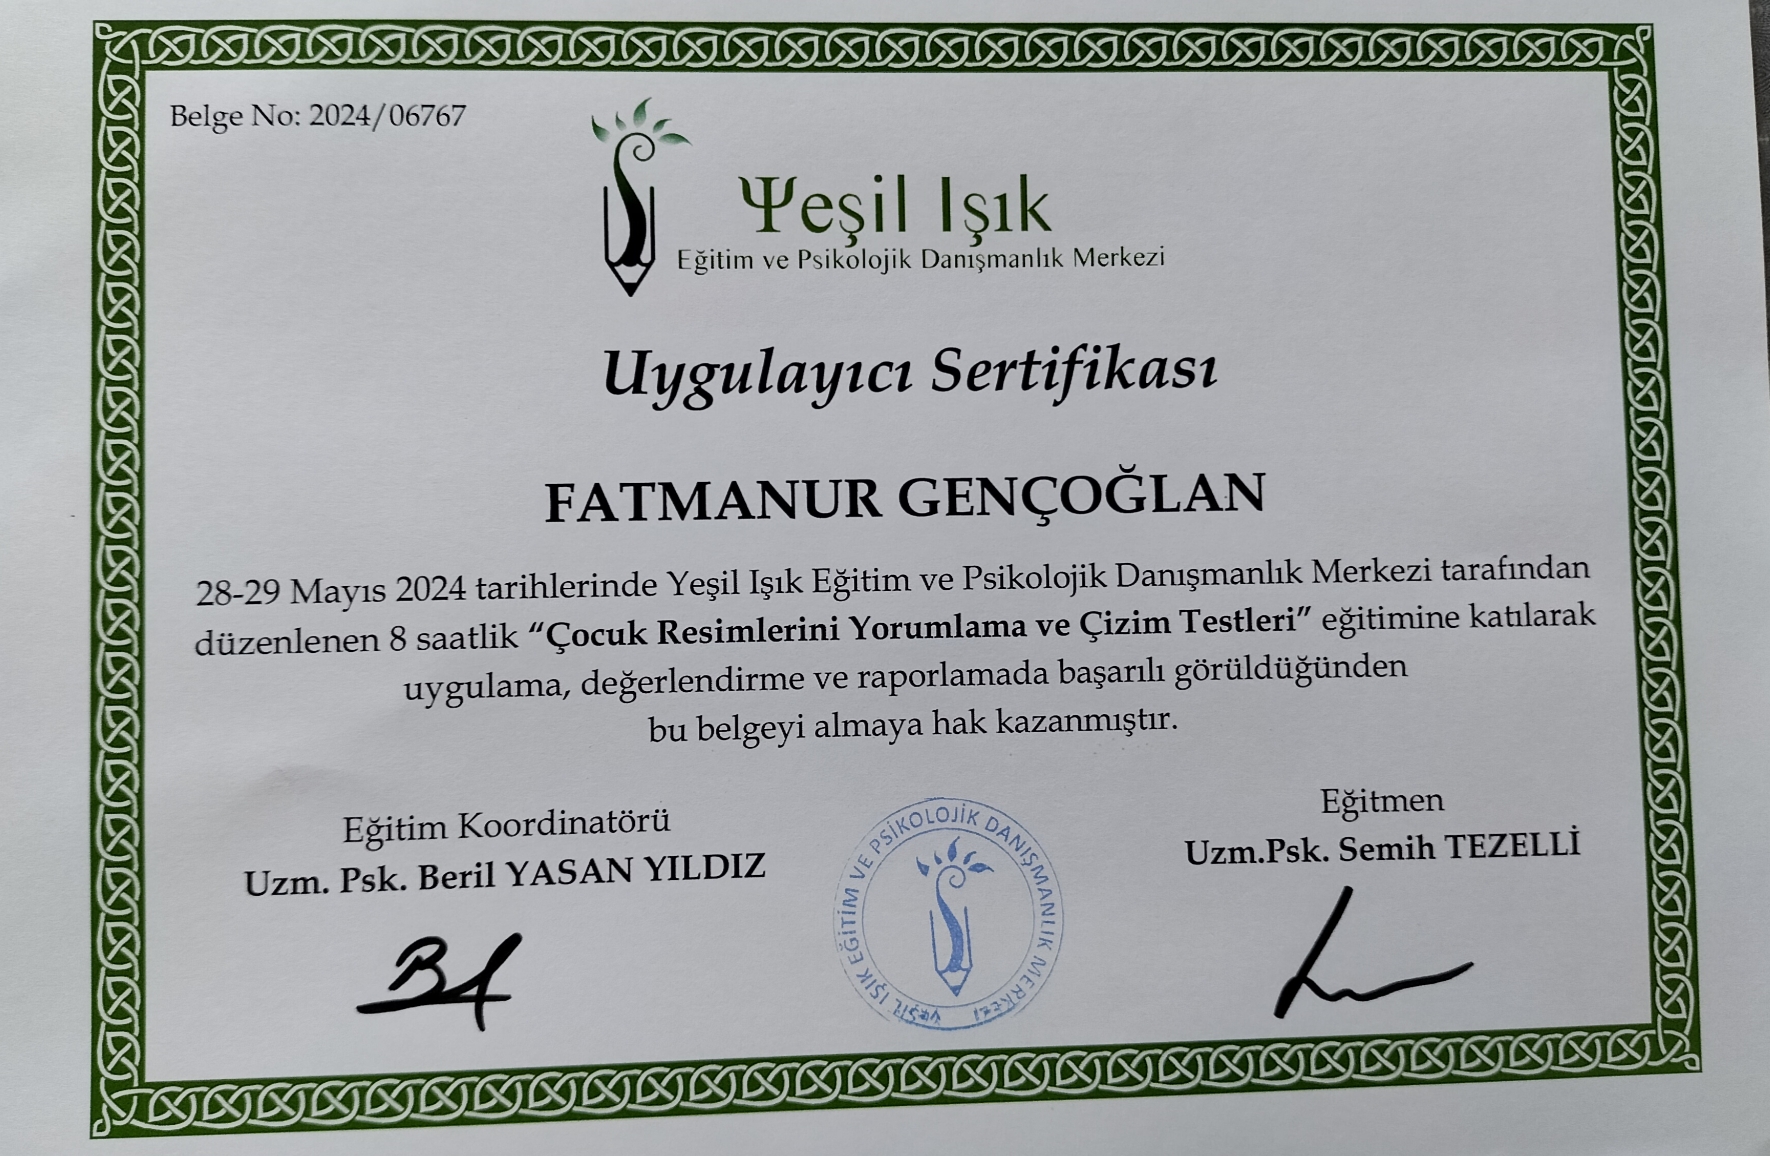 Belge No: 2024/06767
Ψeşil Işık
Eğitim ve Psikolojik Danışmanlık Merkezi
Uygulayıcı Sertifikası
FATMANUR GENÇOĞLAN
28-29 Mayıs 2024 tarihlerinde Yeşil Işık Eğitim ve Psikolojik Danışmanlık Merkezi tarafından
düzenlenen 8 saatlik “Çocuk Resimlerini Yorumlama ve Çizim Testleri” eğitimine katılarak
uygulama, değerlendirme ve raporlamada başarılı görüldüğünden
bu belgeyi almaya hak kazanmıştır.
Eğitim Koordinatörü
Uzm. Psk. Beril YASAN YILDIZ
YEŞİL IŞIK EĞİTİM VE PSİKOLOJİK DANIŞMANLIK MERKEZİ
Eğitmen
Uzm.Psk. Semih TEZELLİ